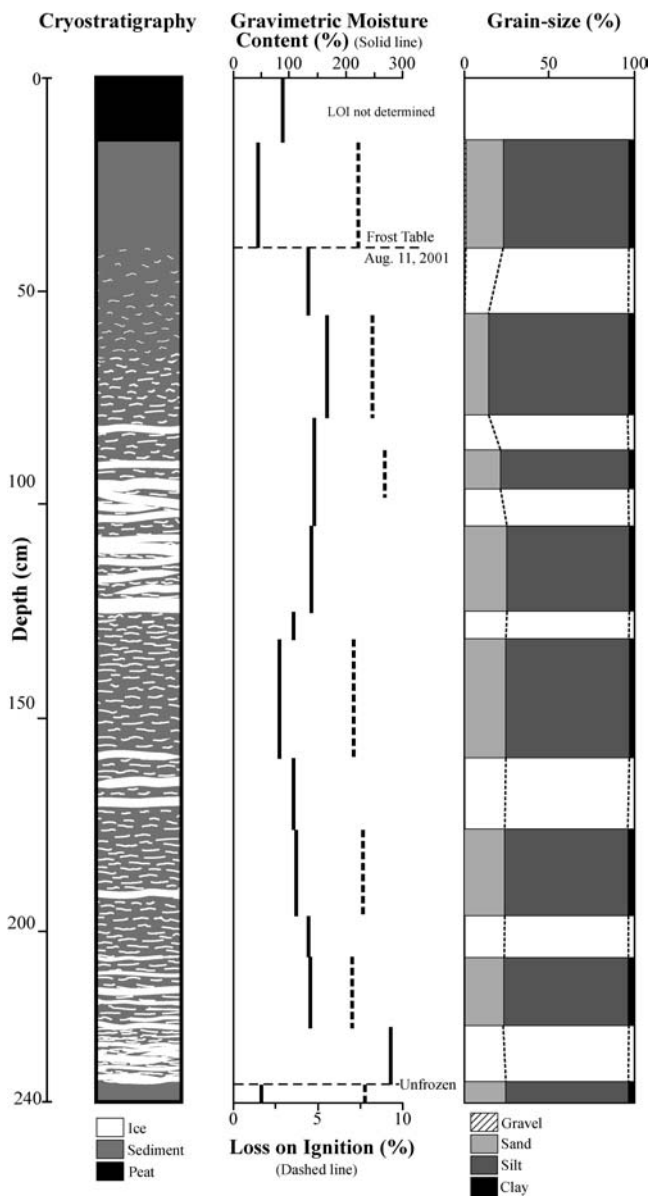 Cryostratigraphy
Gravimetric Moisture
Content (%) (Solid line)
Grain-size (%)
0 100 200 300
0 50 100
0
50
100
150
200
240
Depth (cm)
LOI not determined
Frost Table
Aug. 11, 2001
Unfrozen
0 5 10
Loss on Ignition (%)
(Dashed line)
Ice
Sediment
Peat
Gravel
Sand
Silt
Clay